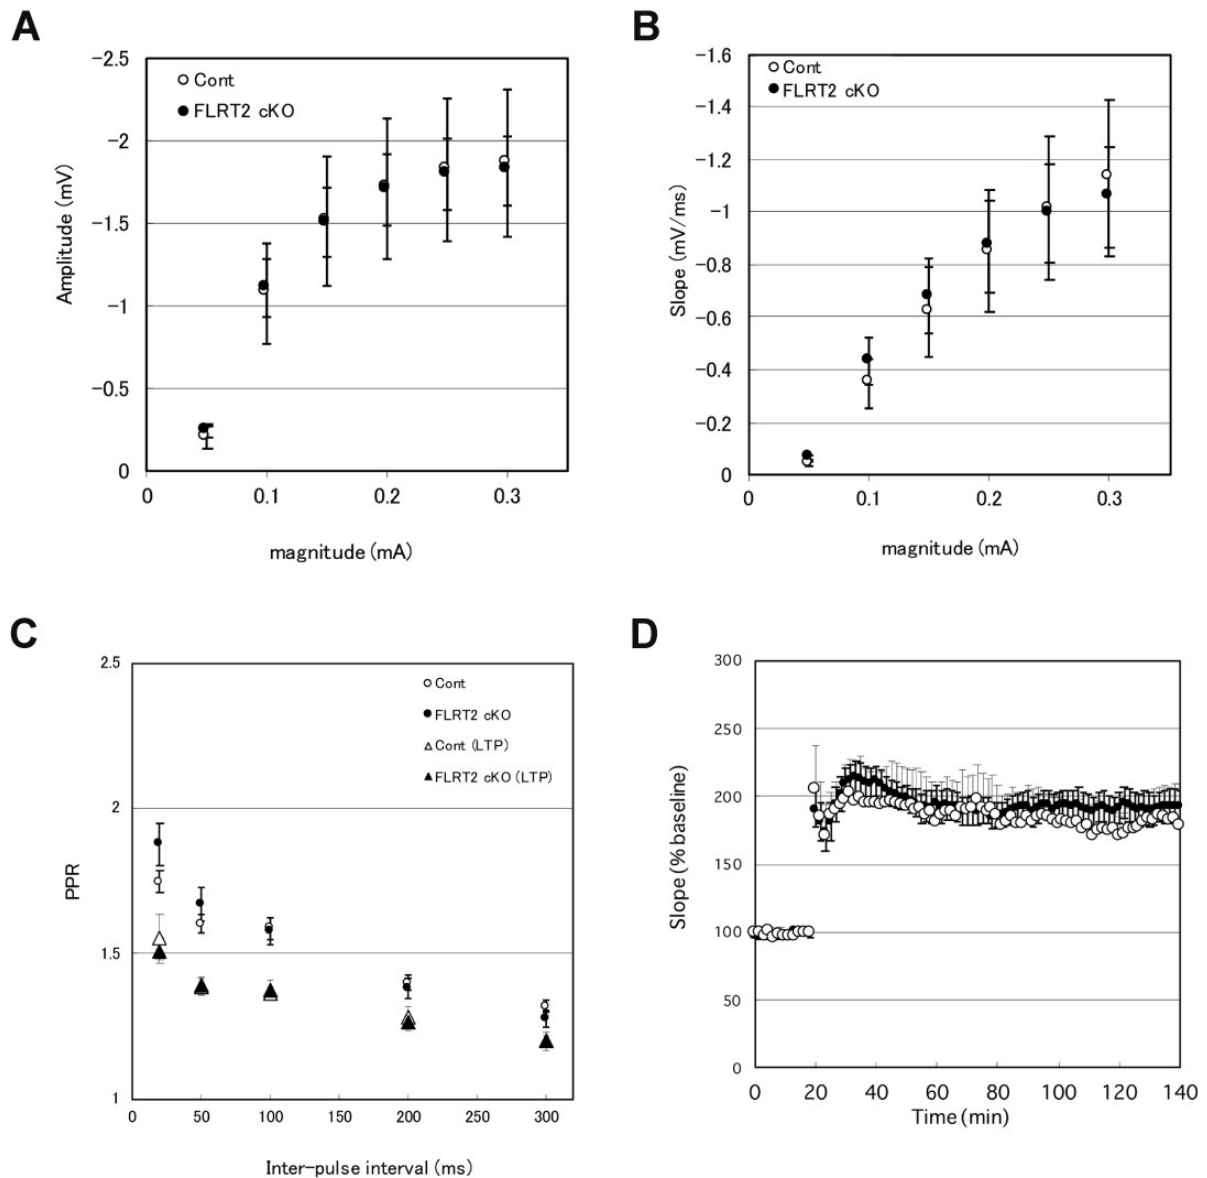 A
−2.5
−2
−1.5
−1
−0.5
0
Amplitude (mV)
Cont
FLRT2 cKO
0
0.1
0.2
0.3
magnitude (mA)
B
−1.6
−1.4
−1.2
−1
−0.8
−0.6
−0.4
−0.2
0
Slope (mV/ms)
Cont
FLRT2 cKO
0
0.1
0.2
0.3
magnitude (mA)
C
2.5
2
1.5
1
PPR
Cont
FLRT2 cKO
Cont (LTP)
FLRT2 cKO (LTP)
0
50
100
150
200
250
300
Inter−pulse interval (ms)
D
300
250
200
150
100
50
0
Slope (% baseline)
0
20
40
60
80
100
120
140
Time (min)